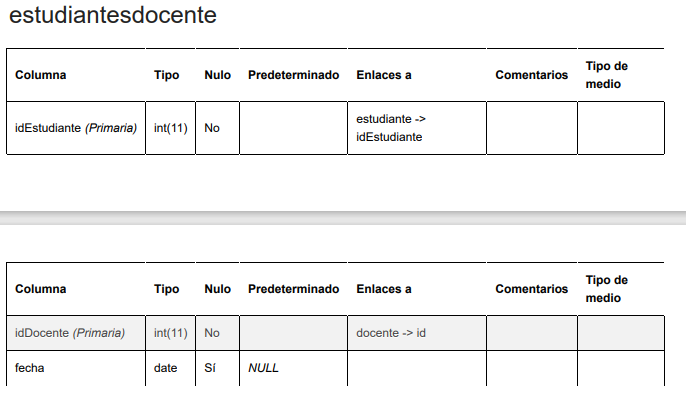 estudiantesdocente
Columna Tipo Nulo Predeterminado Enlaces a Comentarios Tipo de medio
idEstudiante (Primaria) int(11) No estudiante -> idEstudiante
Columna Tipo Nulo Predeterminado Enlaces a Comentarios Tipo de medio
idDocente (Primaria) int(11) No docente -> id
fecha date Sí NULL